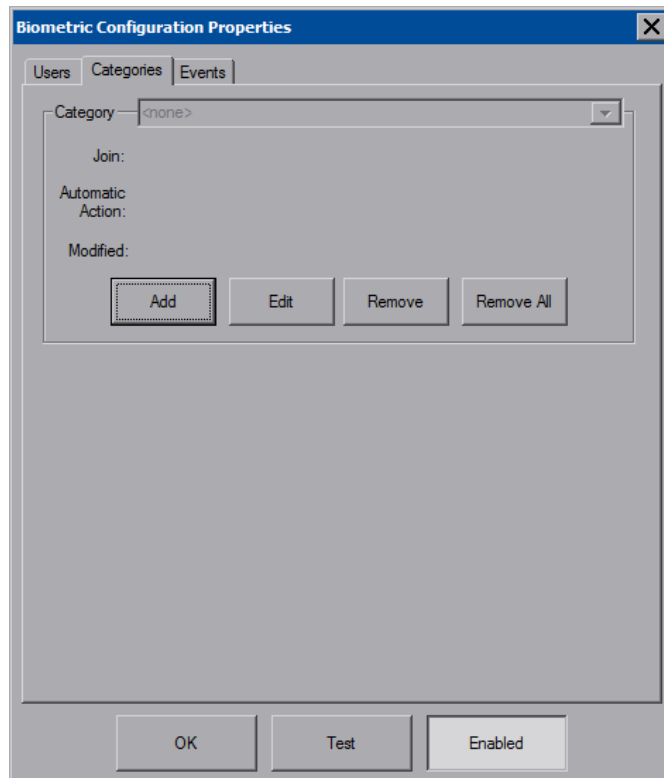 Biometric Configuration Properties
Users Categories Events
Category <none>
Join:
Automatic
Action:
Modified:
Add Edit Remove Remove All
OK Test Enabled